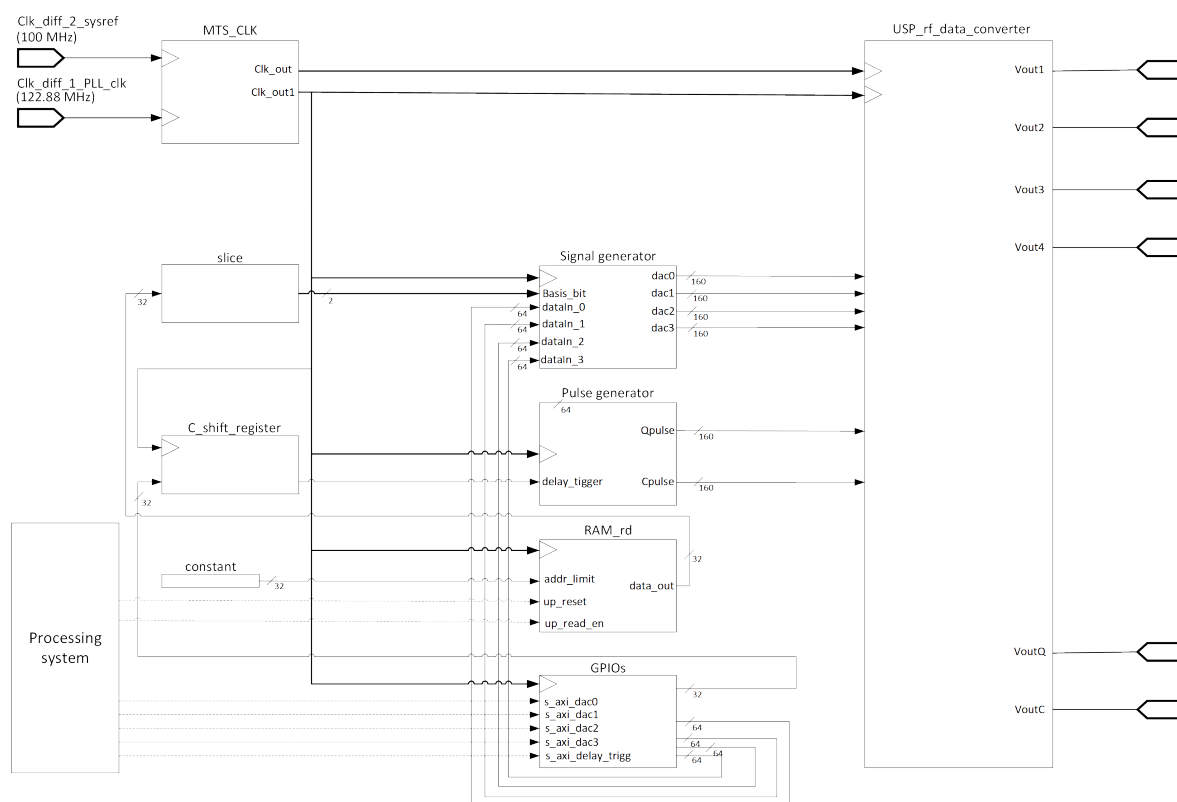 Clk_diff_2_sysref
(100 MHz)
Clk_diff_1_PLL_clk
(122.88 MHz)
MTS_CLK
Clk_out
Clk_out1
USP_rf_data_converter
Vout1
Vout2
Vout3
Vout4
VoutQ
VoutC
slice
32
2
Signal generator
Basis_bit
dataIn_0
dataIn_1
dataIn_2
dataIn_3
64
64
64
64
dac0
dac1
dac2
dac3
160
160
160
160
Pulse generator
64
delay_tigger
Qpulse
Cpulse
160
160
C_shift_register
32
RAM_rd
addr_limit
up_reset
up_read_en
data_out
32
constant
32
Processing
system
GPIOs
s_axi_dac0
s_axi_dac1
s_axi_dac2
s_axi_dac3
s_axi_delay_trigg
32
64
64
64
64